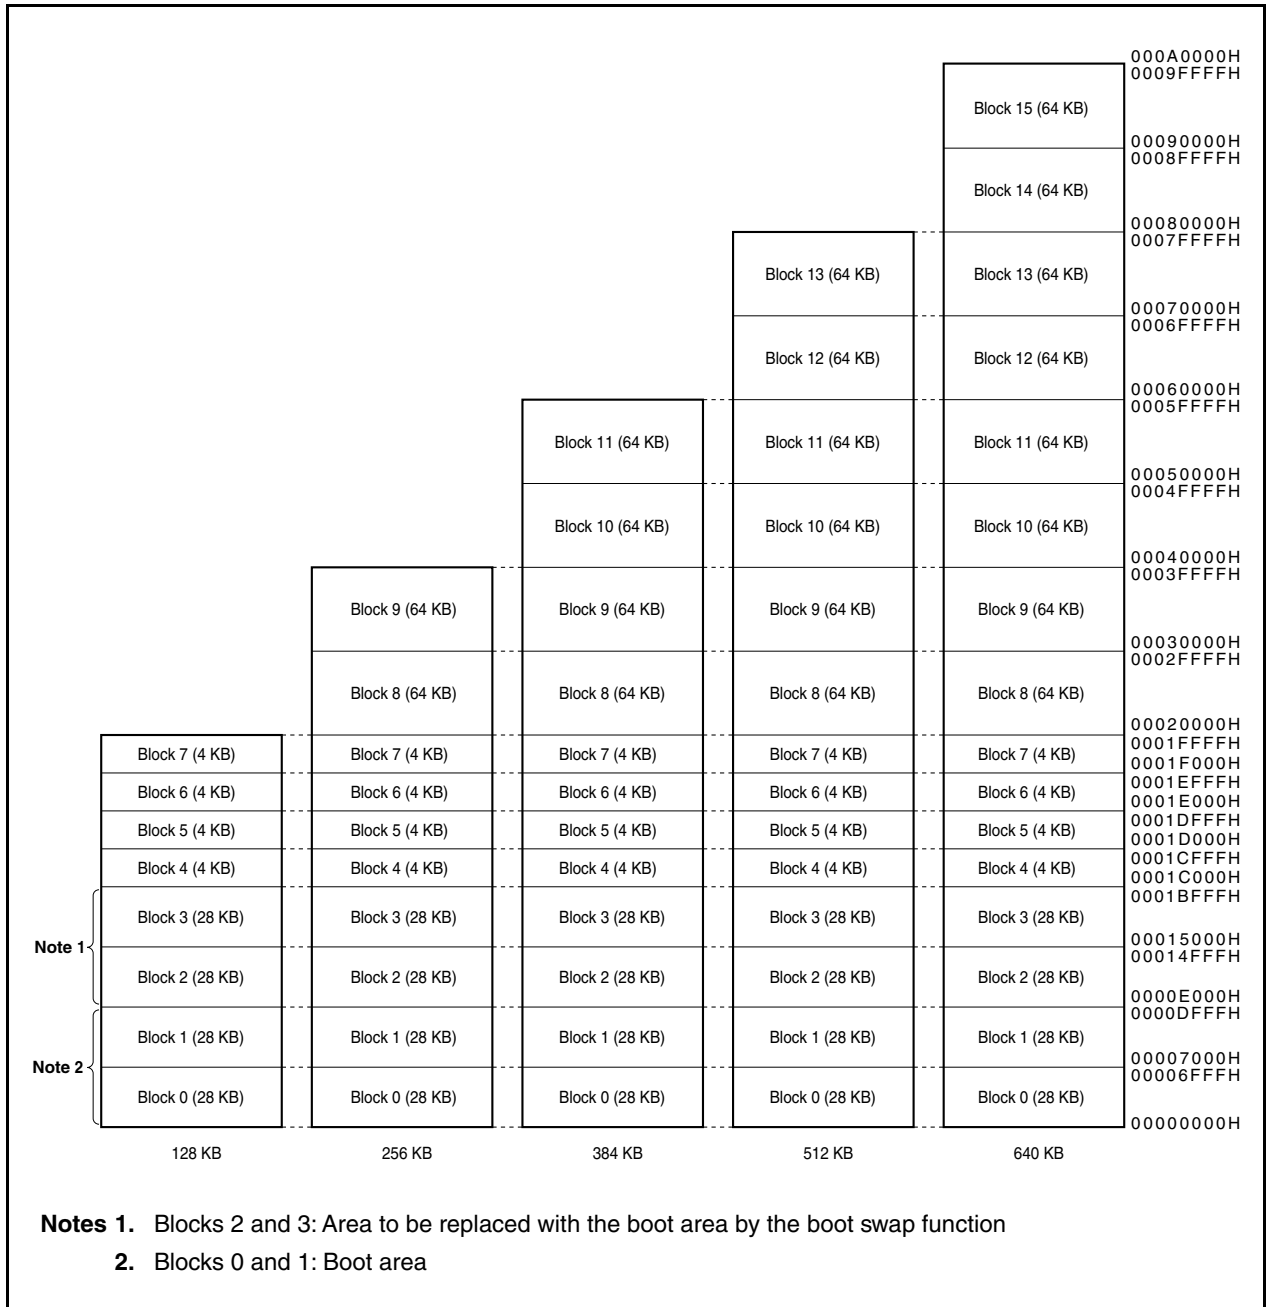 000A0000H
0009FFFFH
Block 15 (64 KB)
00090000H
0008FFFFH
Block 14 (64 KB)
00080000H
0007FFFFH
Block 13 (64 KB) Block 13 (64 KB)
00070000H
0006FFFFH
Block 12 (64 KB) Block 12 (64 KB)
00060000H
0005FFFFH
Block 11 (64 KB) Block 11 (64 KB) Block 11 (64 KB)
00050000H
0004FFFFH
Block 10 (64 KB) Block 10 (64 KB) Block 10 (64 KB)
00040000H
0003FFFFH
Block 9 (64 KB) Block 9 (64 KB) Block 9 (64 KB) Block 9 (64 KB)
00030000H
0002FFFFH
Block 8 (64 KB) Block 8 (64 KB) Block 8 (64 KB) Block 8 (64 KB)
00020000H
0001FFFFH
Block 7 (4 KB) Block 7 (4 KB) Block 7 (4 KB) Block 7 (4 KB) Block 7 (4 KB)
0001F000H
0001EFFFH
Block 6 (4 KB) Block 6 (4 KB) Block 6 (4 KB) Block 6 (4 KB) Block 6 (4 KB)
0001E000H
0001DFFFH
Block 5 (4 KB) Block 5 (4 KB) Block 5 (4 KB) Block 5 (4 KB) Block 5 (4 KB)
0001D000H
0001CFFFH
Block 4 (4 KB) Block 4 (4 KB) Block 4 (4 KB) Block 4 (4 KB) Block 4 (4 KB)
0001C000H
0001BFFFH
Block 3 (28 KB) Block 3 (28 KB) Block 3 (28 KB) Block 3 (28 KB) Block 3 (28 KB)
Note 1
00015000H
00014FFFH
Block 2 (28 KB) Block 2 (28 KB) Block 2 (28 KB) Block 2 (28 KB) Block 2 (28 KB)
0000E000H
0000DFFFH
Block 1 (28 KB) Block 1 (28 KB) Block 1 (28 KB) Block 1 (28 KB) Block 1 (28 KB)
Note 2
00007000H
00006FFFH
Block 0 (28 KB) Block 0 (28 KB) Block 0 (28 KB) Block 0 (28 KB) Block 0 (28 KB)
00000000H
128 KB 256 KB 384 KB 512 KB 640 KB
Notes 1. Blocks 2 and 3: Area to be replaced with the boot area by the boot swap function
2. Blocks 0 and 1: Boot area